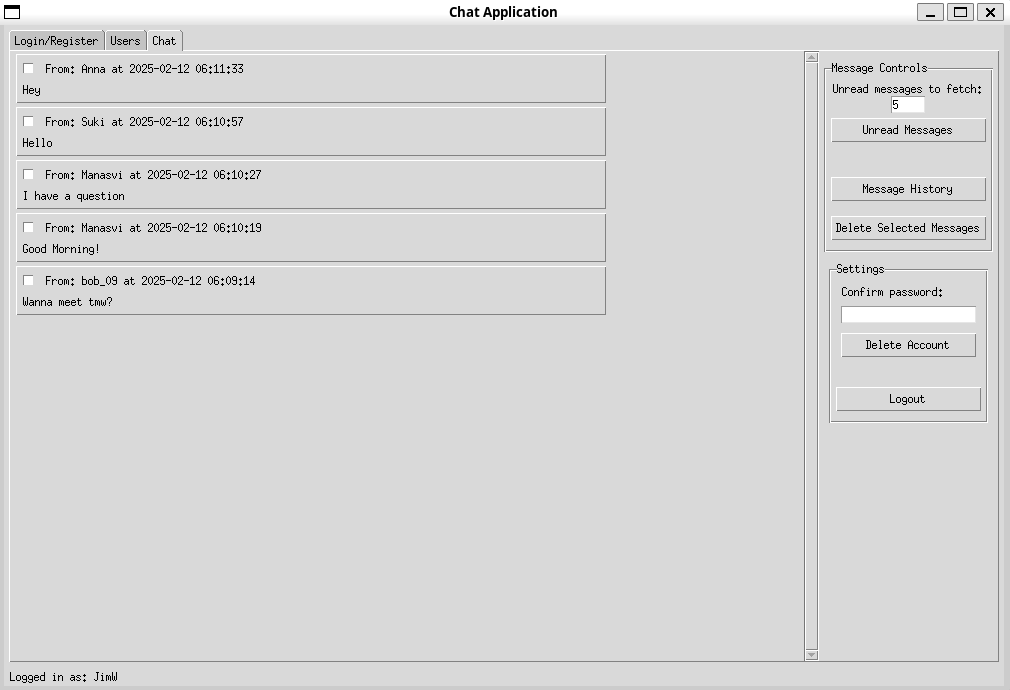 Chat Application
Login/Register Users Chat
From: Anna at 2025-02-12 06:11:33
Hey
From: Suki at 2025-02-12 06:10:57
Hello
From: Manasvi at 2025-02-12 06:10:27
I have a question
From: Manasvi at 2025-02-12 06:10:19
Good Morning!
From: bob_09 at 2025-02-12 06:09:14
Wanna meet tmw?
Message Controls
Unread messages to fetch:
5
Unread Messages
Message History
Delete Selected Messages
Settings
Confirm password:
Delete Account
Logout
Logged in as: JimW